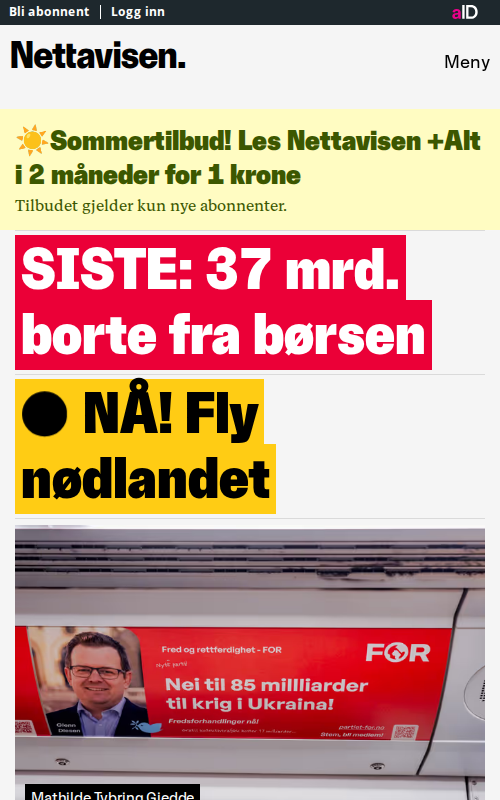 Bli abonnent
Logg inn
aID
Nettavisen.
Meny
☀️Sommertilbud! Les Nettavisen +Alt
i 2 måneder for 1 krone
Tilbudet gjelder kun nye abonnenter.
SISTE: 37 mrd.
borte fra børsen
● NÅ! Fly
nødlandet
Fred og rettferdighet - FOR
FOR
Nei til 85 millliarder
til krig i Ukraina!
Fredsforhandlinger nå!
partiet-for.no
Stem, bli medlem!
Glenn
Diesen
Mathilde Tybring Gjedde